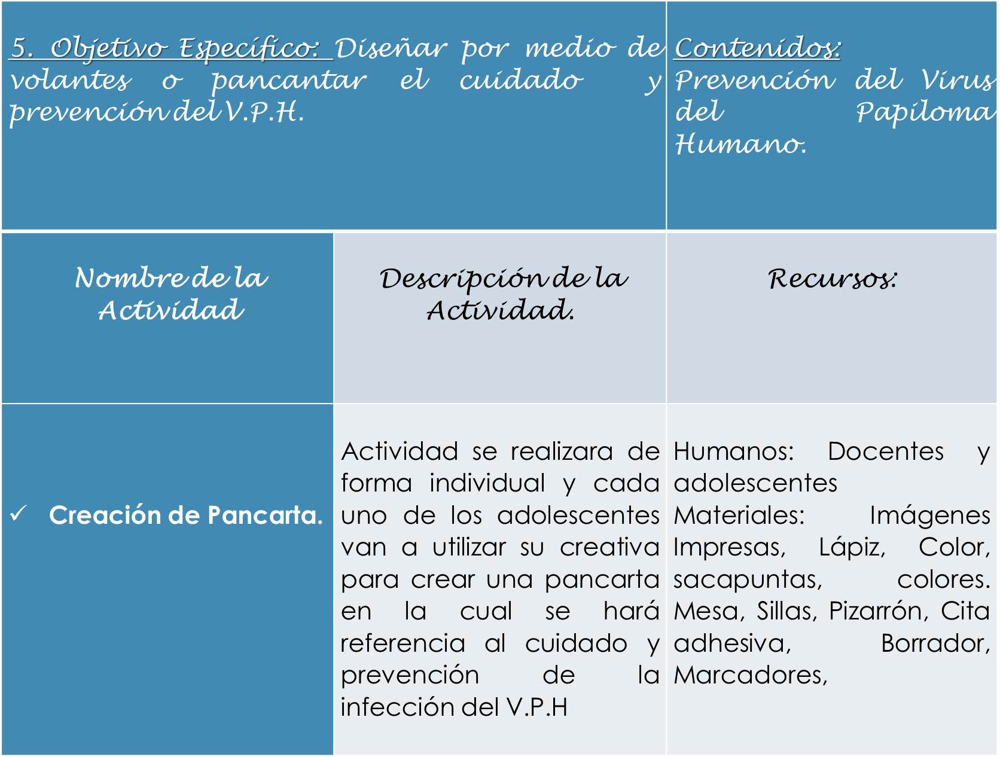 5. Objetivo Específico: Diseñar por medio de
volantes o pancantar el cuidado y
prevención del V.P.H.
Contenidos:
Prevención del Virus
del Papiloma
Humano.
Nombre de la
Actividad
Descripción de la
Actividad.
Recursos:
✓ Creación de Pancarta.
Actividad se realizara de
forma individual y cada
uno de los adolescentes
van a utilizar su creativa
para crear una pancarta
en la cual se hará
referencia al cuidado y
prevención de la
infección del V.P.H
Humanos: Docentes y
adolescentes
Materiales: Imágenes
Impresas, Lápiz, Color,
sacapuntas, colores.
Mesa, Sillas, Pizarrón, Cita
adhesiva, Borrador,
Marcadores,